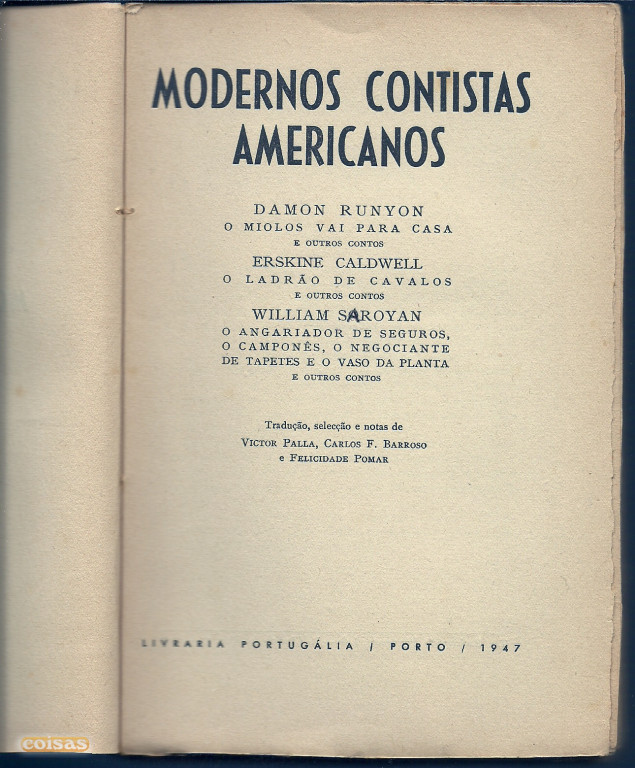 MODERNOS CONTISTAS
AMERICANOS
DAMON RUNYON
O MIOLOS VAI PARA CASA
E OUTROS CONTOS
ERSKINE CALDWELL
O LADRÃO DE CAVALOS
E OUTROS CONTOS
WILLIAM SAROYAN
O ANGARIADOR DE SEGUROS,
O CAMPONÊS, O NEGOCIANTE
DE TAPETES E O VASO DA PLANTA
E OUTROS CONTOS
Tradução, selecção e notas de
VICTOR PALLA, CARLOS F. BARROSO
e FELICIDADE POMAR
LIVRARIA PORTUGÁLIA / PORTO / 1947
coisas